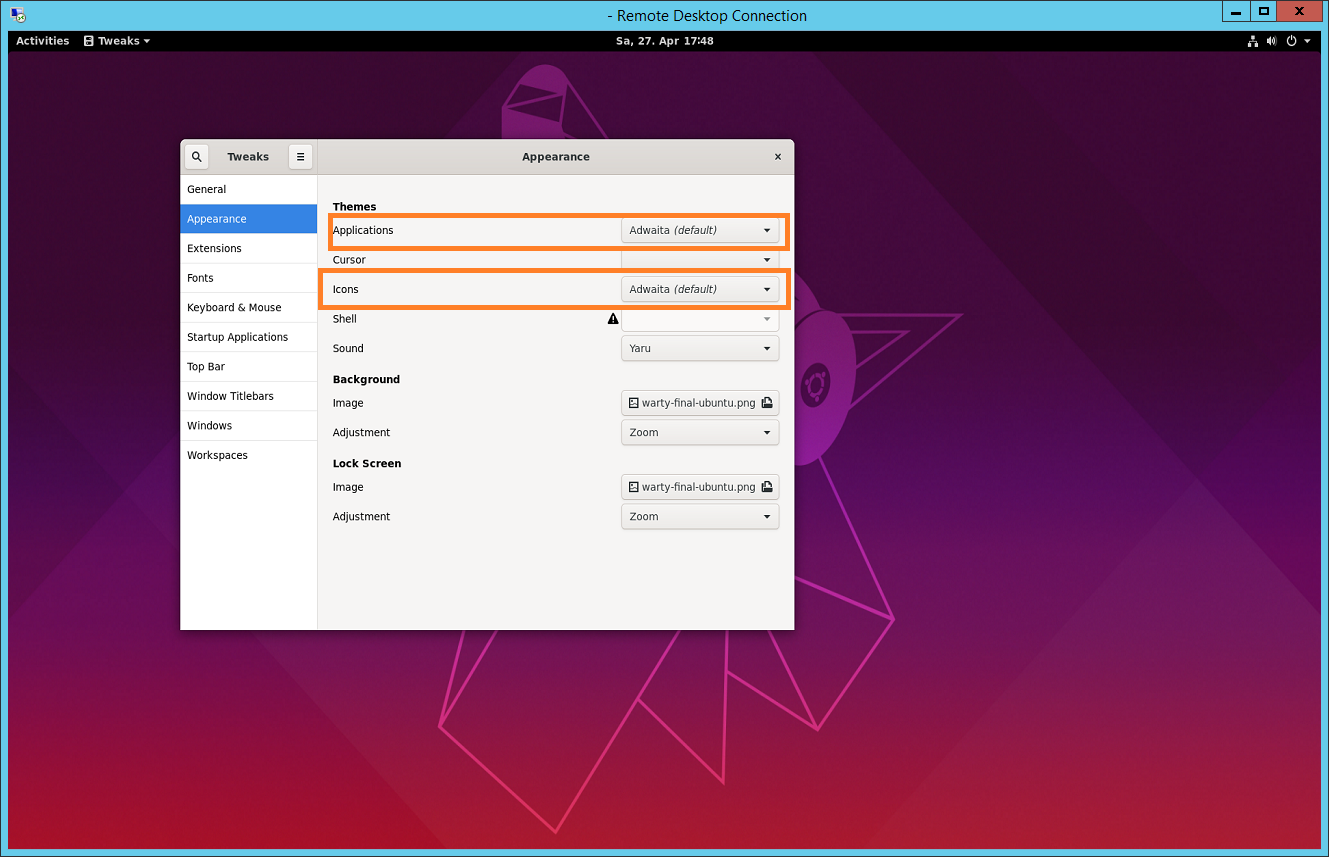 - Remote Desktop Connection
Activities Tweaks Sa, 27. Apr 17:48
Tweaks Appearance
General
Appearance
Extensions
Fonts
Keyboard & Mouse
Startup Applications
Top Bar
Window Titlebars
Windows
Workspaces
Themes
Applications Adwaita (default)
Cursor
Icons Adwaita (default)
Shell
Sound Yaru
Background
Image warty-final-ubuntu.png
Adjustment Zoom
Lock Screen
Image warty-final-ubuntu.png
Adjustment Zoom